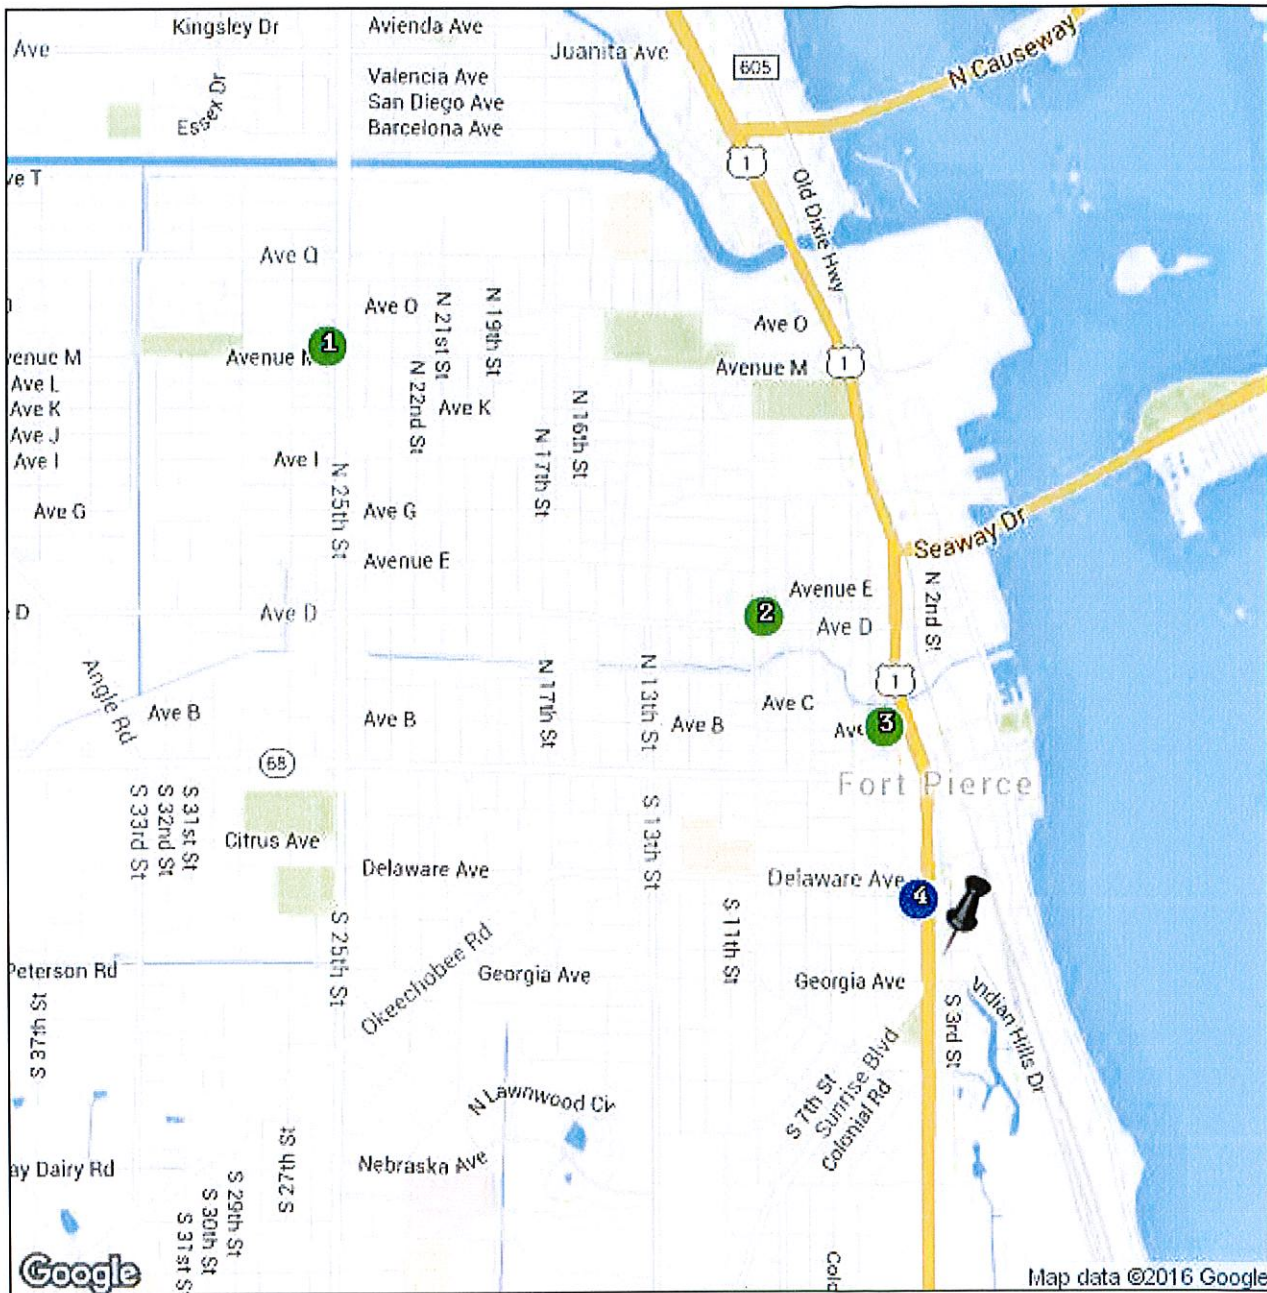 Kingsley Dr
Avienda Ave
Ave
Juanita Ave
N Causeway
605
Valencia Ave
San Diego Ave
Essex Dr
Barcelona Ave
1
ve T
Old Dixie Hwy
Ave Q
Ave O
N 21st St
N 19th St
Ave O
1
venue M
Avenue M
Avenue M
1
Ave L
N 22nd St
Ave K
Ave K
N 16th St
Ave J
N 17th St
Ave I
Ave I
N 25th St
Ave G
Ave G
Seaway Dr
Avenue E
Avenue E
N 2nd St
2
e D
Ave D
Ave D
N 17th St
N 13th St
1
Angle Rd
Ave C
Ave B
Ave B
Ave B
Ave
3
68
Fort Pierce
S 33rd St
S 32nd St
S 31st St
S 13th St
Citrus Ave
Delaware Ave
Delaware Ave
4
S 25th St
S 11th St
Okeechobee Rd
Peterson Rd
Georgia Ave
Georgia Ave
S 37th St
S 3rd St
Indian Hills Dr
S 7th St
Sunrise Blvd
Colonial Rd
N Lawnwood Cir
S 27th St
ay Dairy Rd
Nebraska Ave
S 29th St
S 30th St
S 31st S
Colo
Google
Map data ©2016 Google